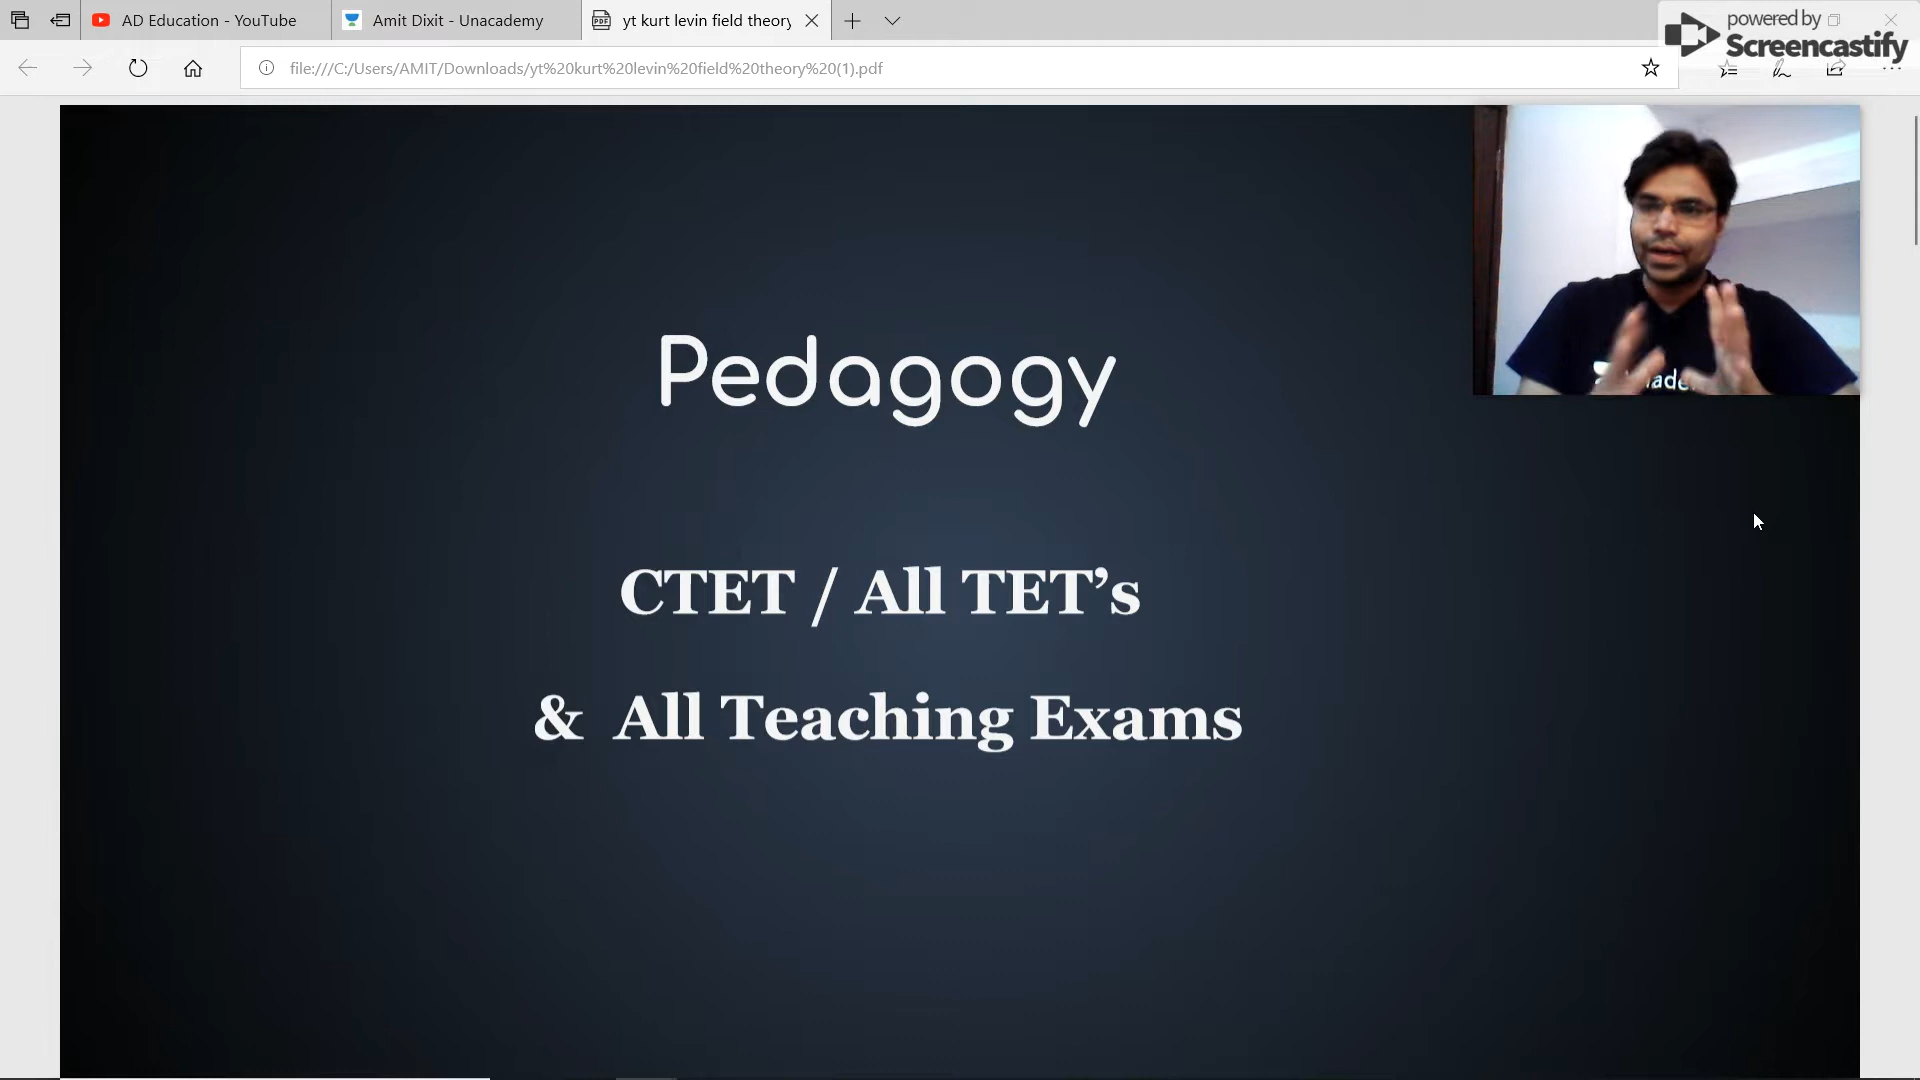 AD Education - YouTube
Amit Dixit - Unacademy
yt kurt levin field theory
powered by
Screencastify
file:///C:/Users/AMIT/Downloads/yt%20kurt%20levin%20field%20theory%20(1).pdf
Pedagogy
CTET / All TET’s
& All Teaching Exams